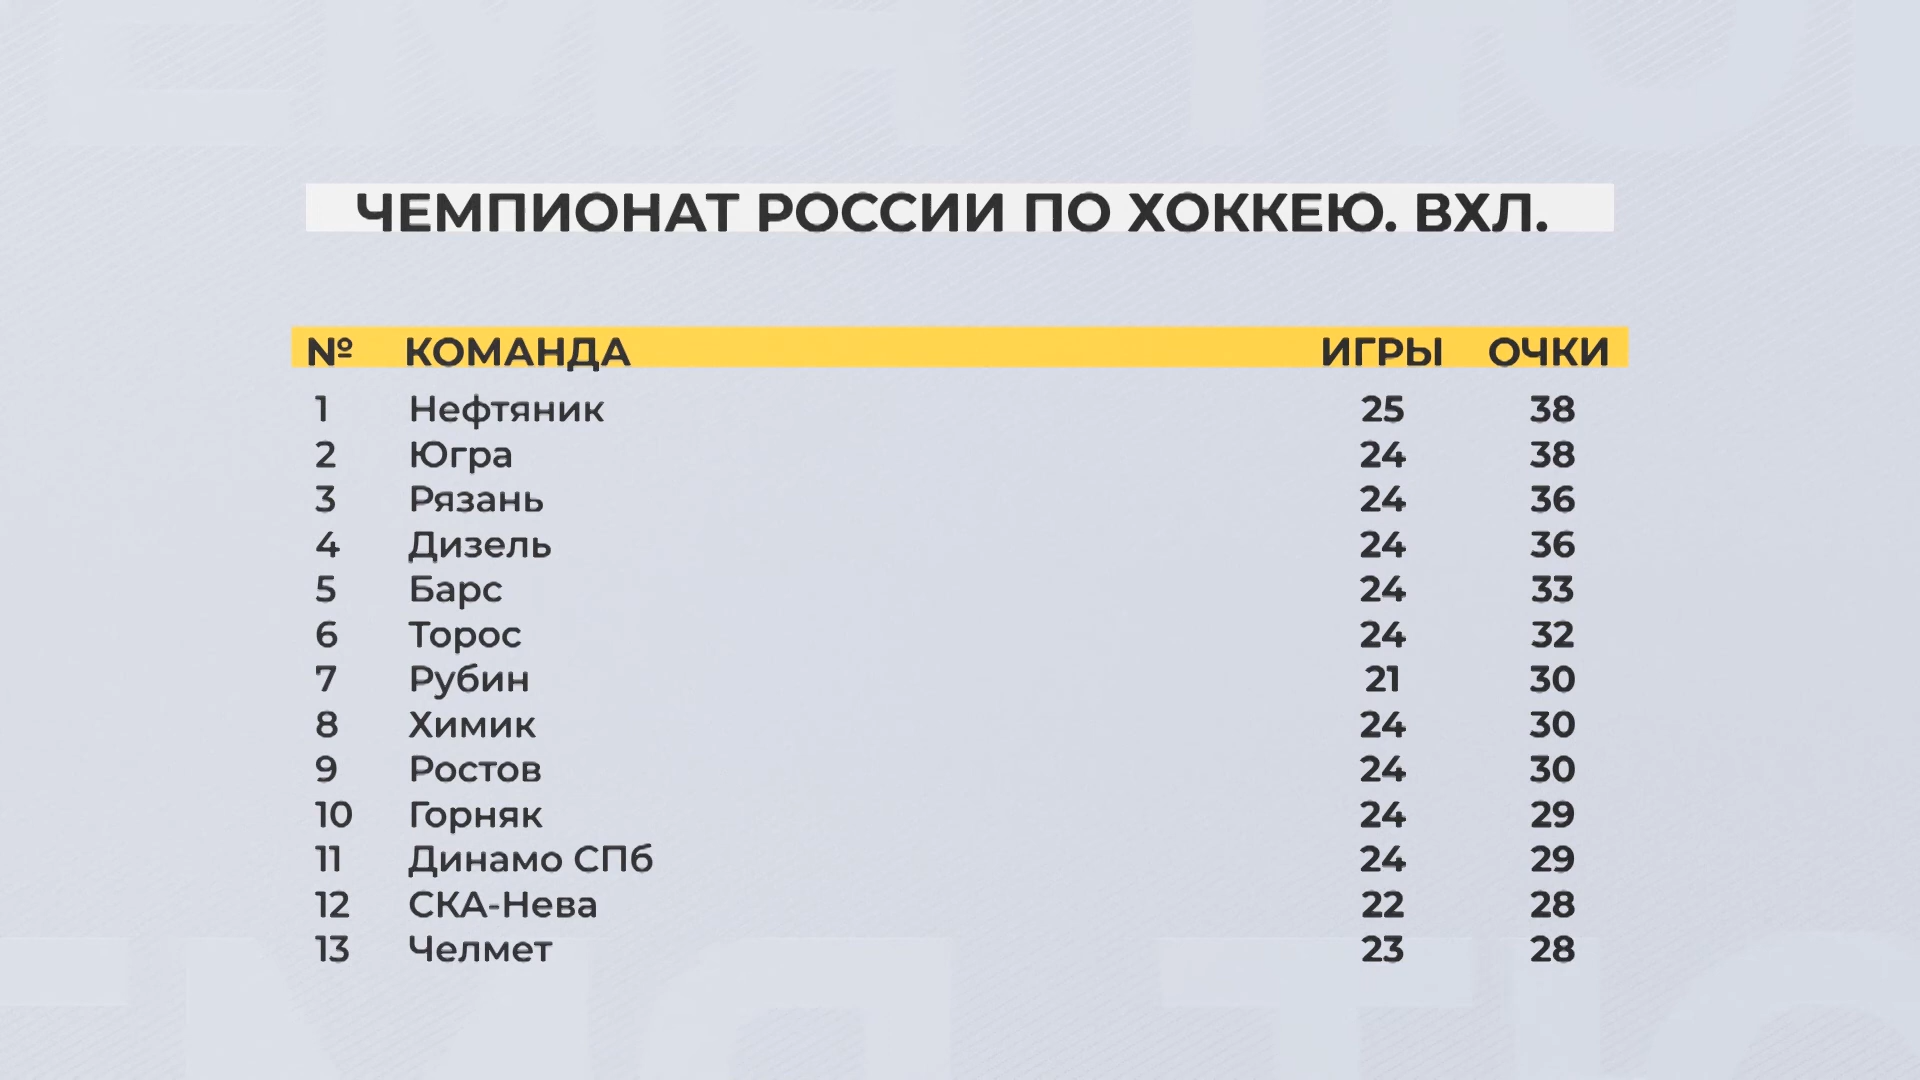 ЧЕМПИОНАТ РОССИИ ПО ХОККЕЮ. ВХЛ.
№ КОМАНДА ИГРЫ ОЧКИ
1 Нефтяник 25 38
2 Югра 24 38
3 Рязань 24 36
4 Дизель 24 36
5 Барс 24 33
6 Торос 24 32
7 Рубин 21 30
8 Химик 24 30
9 Ростов 24 30
10 Горняк 24 29
11 Динамо СПб 24 29
12 СКА-Нева 22 28
13 Челмет 23 28